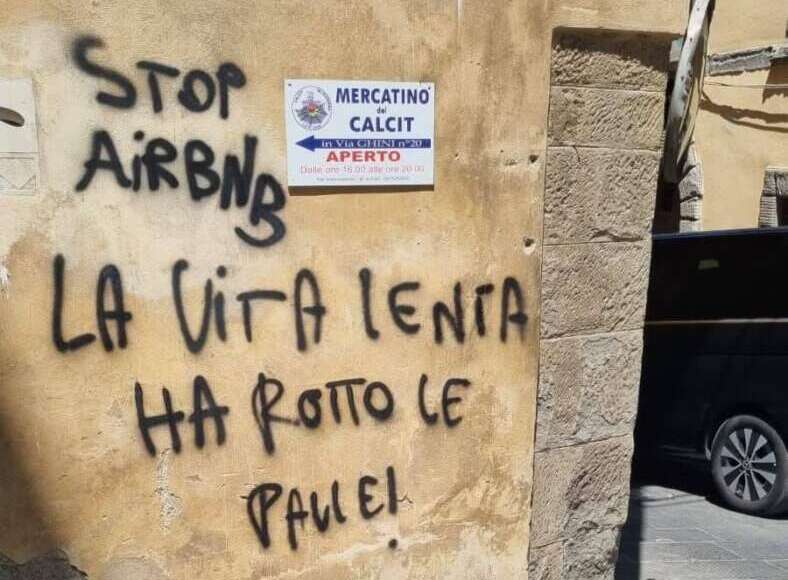 STOP
AiRBNB
LA VITA LENTA
HA ROTTO LE
PALLE!
MERCATINO
del
CALCIT
in Via GHINI n°20
APERTO
Dalle ore 16.00 alle ore 20.00